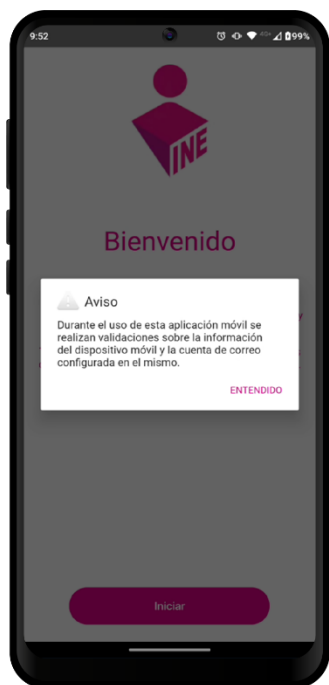 9:52
99%
INE
Bienvenido
Aviso
Durante el uso de esta aplicación móvil se
realizan validaciones sobre la información
del dispositivo móvil y la cuenta de correo
configurada en el mismo.
ENTENDIDO
Iniciar